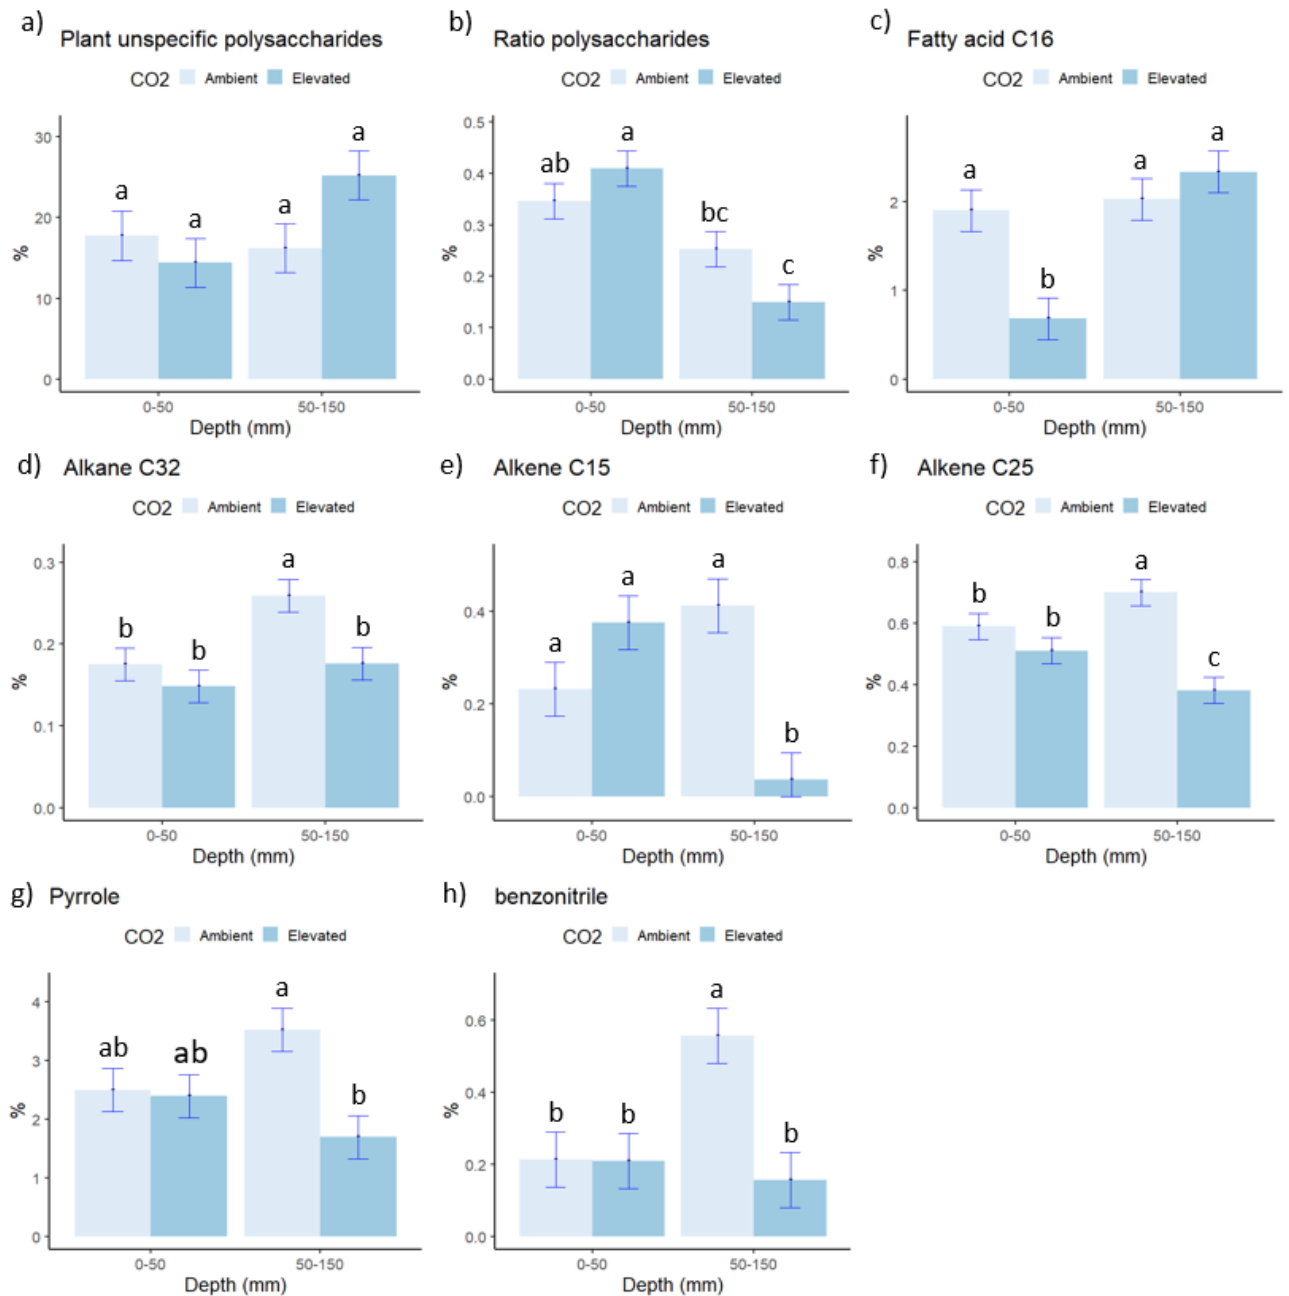 a) Plant unspecific polysaccharides
CO2 Ambient Elevated
a
a
a
a
30
20
10
0
%
0-50 50-150
Depth (mm)
b) Ratio polysaccharides
CO2 Ambient Elevated
ab
a
bc
c
0.5
0.4
0.3
0.2
0.1
0.0
%
0-50 50-150
Depth (mm)
c) Fatty acid C16
CO2 Ambient Elevated
a
b
a
a
2
1
0
%
0-50 50-150
Depth (mm)
d) Alkane C32
CO2 Ambient Elevated
b
b
a
b
0.3
0.2
0.1
0.0
%
0-50 50-150
Depth (mm)
e) Alkene C15
CO2 Ambient Elevated
a
a
a
b
0.4
0.2
0.0
%
0-50 50-150
Depth (mm)
f) Alkene C25
CO2 Ambient Elevated
b
b
a
c
0.8
0.6
0.4
0.2
0.0
%
0-50 50-150
Depth (mm)
g) Pyrrole
CO2 Ambient Elevated
ab
ab
a
b
4
3
2
1
0
%
0-50 50-150
Depth (mm)
h) benzonitrile
CO2 Ambient Elevated
b
b
a
b
0.6
0.4
0.2
0.0
%
0-50 50-150
Depth (mm)